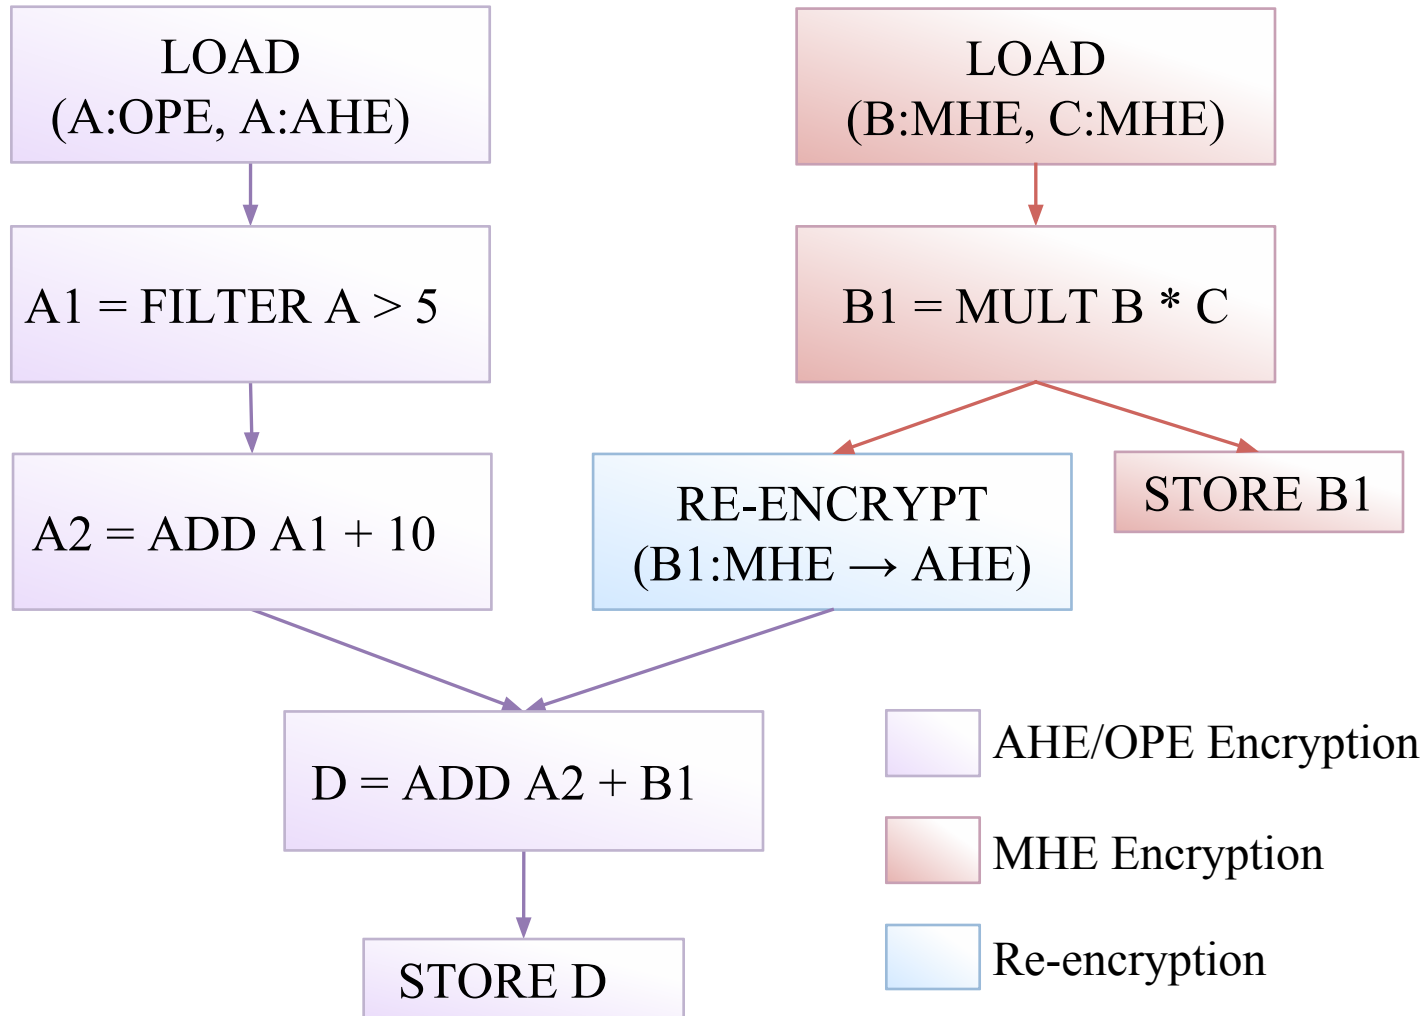 LOAD
(A:OPE, A:AHE)
LOAD
(B:MHE, C:MHE)
A1 = FILTER A > 5
B1 = MULT B * C
A2 = ADD A1 + 10
RE-ENCRYPT
(B1:MHE → AHE)
STORE B1
D = ADD A2 + B1
STORE D
AHE/OPE Encryption
MHE Encryption
Re-encryption